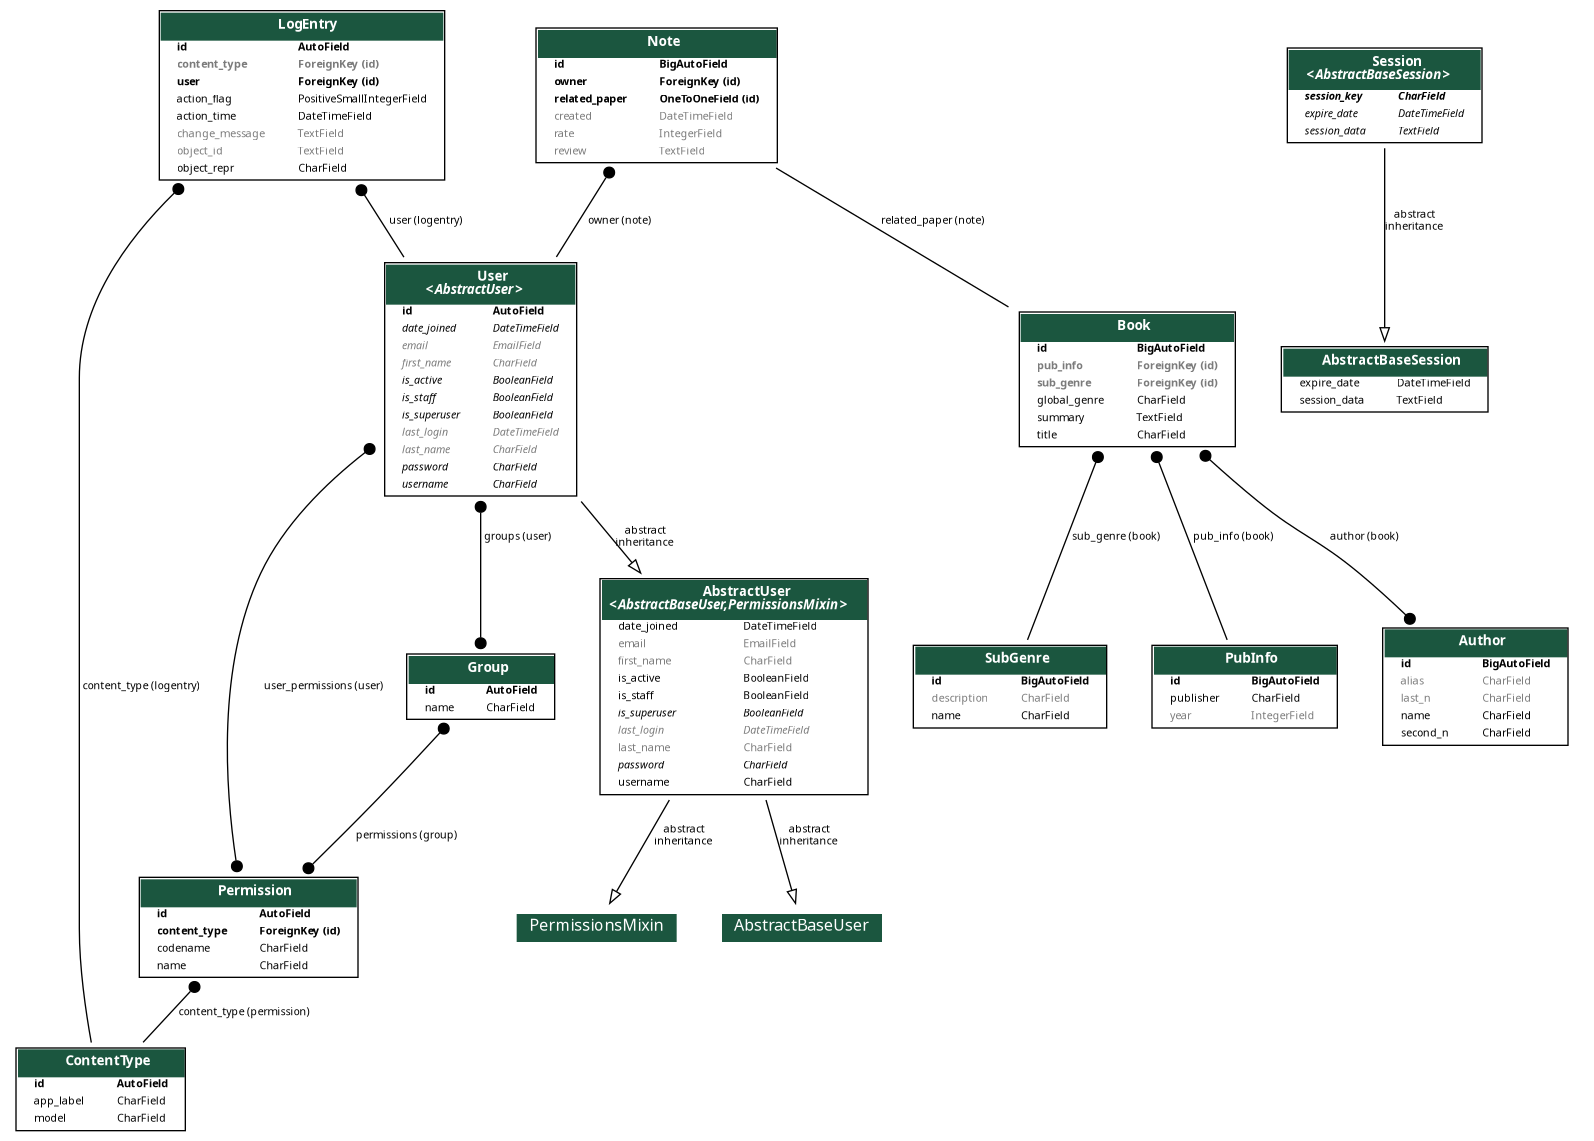 LogEntry
id AutoField
content_type ForeignKey (id)
user ForeignKey (id)
action_flag PositiveSmallIntegerField
action_time DateTimeField
change_message TextField
object_id TextField
object_repr CharField
Note
id BigAutoField
owner ForeignKey (id)
related_paper OneToOneField (id)
created DateTimeField
rate IntegerField
review TextField
Session
<AbstractBaseSession>
session_key CharField
expire_date DateTimeField
session_data TextField
user (logentry)
owner (note)
related_paper (note)
abstract
inheritance
User
<AbstractUser>
id AutoField
date_joined DateTimeField
email EmailField
first_name CharField
is_active BooleanField
is_staff BooleanField
is_superuser BooleanField
last_login DateTimeField
last_name CharField
password CharField
username CharField
Book
id BigAutoField
pub_info ForeignKey (id)
sub_genre ForeignKey (id)
global_genre CharField
summary TextField
title CharField
AbstractBaseSession
expire_date DateTimeField
session_data TextField
groups (user)
abstract
inheritance
sub_genre (book)
pub_info (book)
author (book)
content_type (logentry)
user_permissions (user)
Group
id AutoField
name CharField
AbstractUser
<AbstractBaseUser,PermissionsMixin>
date_joined DateTimeField
email EmailField
first_name CharField
is_active BooleanField
is_staff BooleanField
is_superuser BooleanField
last_login DateTimeField
last_name CharField
password CharField
username CharField
SubGenre
id BigAutoField
description CharField
name CharField
PubInfo
id BigAutoField
publisher CharField
year IntegerField
Author
id BigAutoField
alias CharField
last_n CharField
name CharField
second_n CharField
permissions (group)
abstract
inheritance
abstract
inheritance
Permission
id AutoField
content_type ForeignKey (id)
codename CharField
name CharField
PermissionsMixin
AbstractBaseUser
content_type (permission)
ContentType
id AutoField
app_label CharField
model CharField